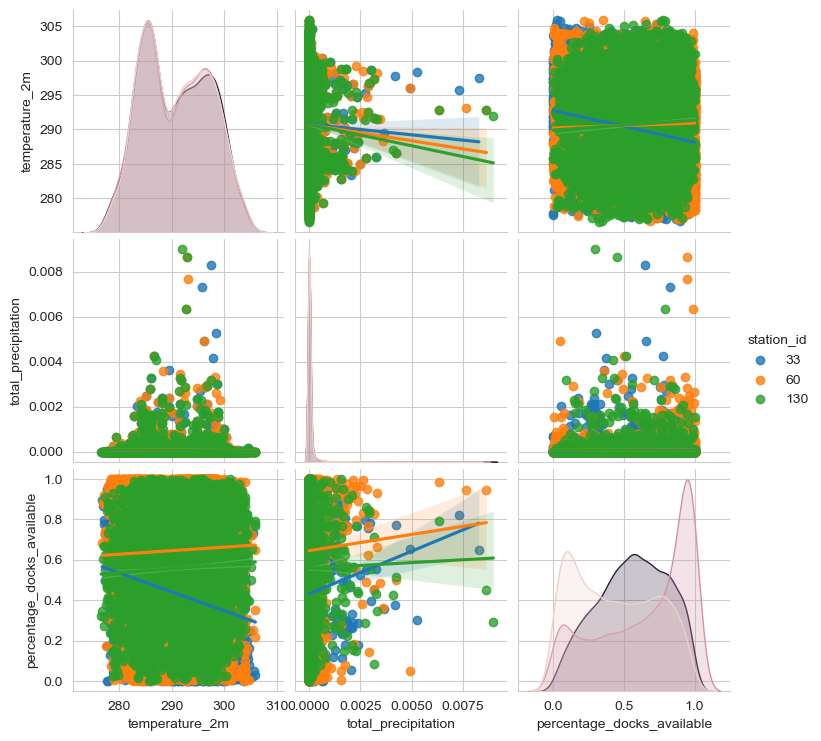 305
300
295
290
285
280
temperature_2m
0.008
0.006
0.004
0.002
0.000
total_precipitation
station_id
33
60
130
1.0
0.8
0.6
0.4
0.2
0.0
percentage_docks_available
280 290 300 310
temperature_2m
0.0000 0.0025 0.0050 0.0075
total_precipitation
0.0 0.5 1.0
percentage_docks_available